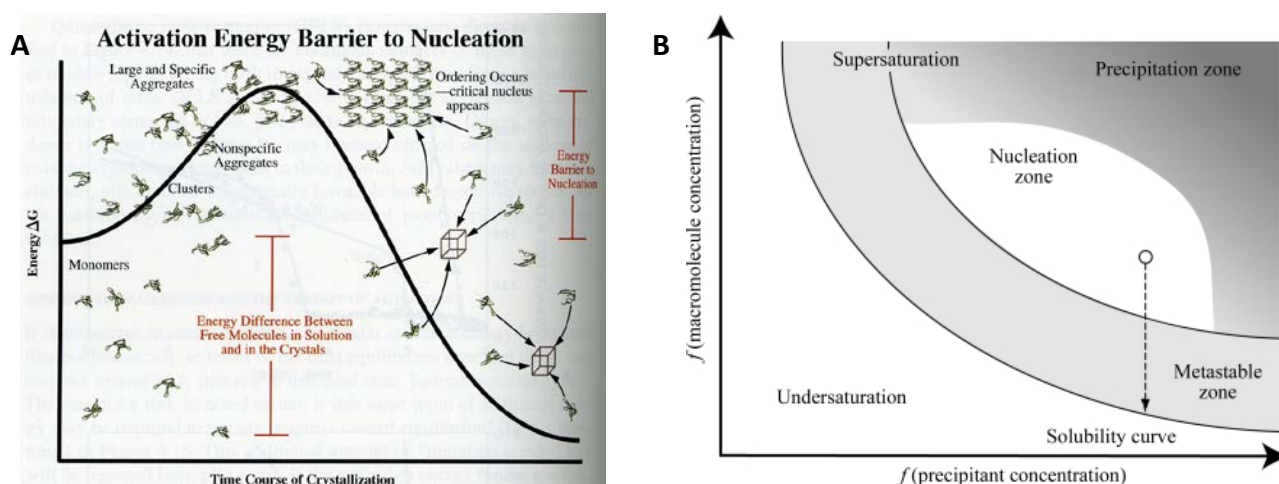 A
Activation Energy Barrier to Nucleation
Large and Specific
Aggregates
Ordering Occurs
—critical nucleus
appears
Nonspecific
Aggregates
Clusters
Energy
Barrier to
Nucleation
Energy ΔG
Monomers
Energy Difference Between
Free Molecules in Solution
and in the Crystals
Time Course of Crystallization
B
Supersaturation
Precipitation zone
Nucleation
zone
Metastable
zone
Undersaturation
Solubility curve
f (macromolecule concentration)
f (precipitant concentration)